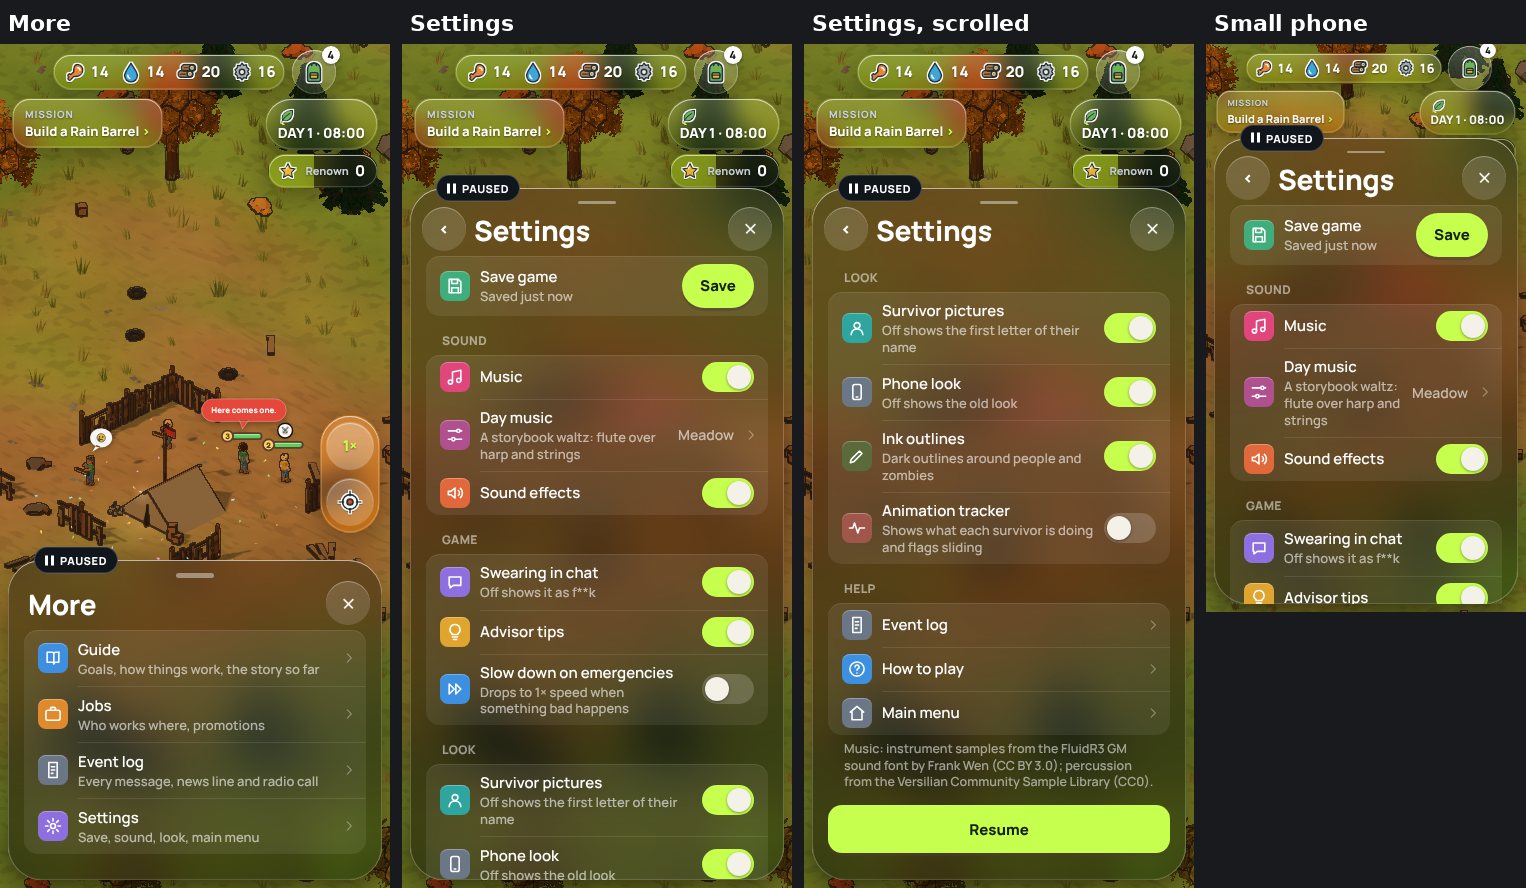 More
14 14 20 16
4
MISSION
Build a Rain Barrel ›
DAY 1 · 08:00
Renown 0
Here comes one.
3
2
1×
PAUSED
More
Guide
Goals, how things work, the story so far
Jobs
Who works where, promotions
Event log
Every message, news line and radio call
Settings
Save, sound, look, main menu
Settings
14 14 20 16
4
MISSION
Build a Rain Barrel ›
DAY 1 · 08:00
Renown 0
PAUSED
Settings
Save game
Saved just now
Save
SOUND
Music
Day music
A storybook waltz: flute over
harp and strings
Meadow
Sound effects
GAME
Swearing in chat
Off shows it as f**k
Advisor tips
Slow down on emergencies
Drops to 1× speed when
something bad happens
LOOK
Survivor pictures
Off shows the first letter of their
name
Phone look
Off shows the old look
Settings, scrolled
14 14 20 16
4
MISSION
Build a Rain Barrel ›
DAY 1 · 08:00
Renown 0
PAUSED
Settings
LOOK
Survivor pictures
Off shows the first letter of their
name
Phone look
Off shows the old look
Ink outlines
Dark outlines around people and
zombies
Animation tracker
Shows what each survivor is doing
and flags sliding
HELP
Event log
How to play
Main menu
Music: instrument samples from the FluidR3 GM
sound font by Frank Wen (CC BY 3.0); percussion
from the Versilian Community Sample Library (CC0).
Resume
Small phone
14 14 20 16
4
MISSION
Build a Rain Barrel ›
DAY 1 · 08:00
PAUSED
Settings
Save game
Saved just now
Save
SOUND
Music
Day music
A storybook waltz:
flute over harp and
strings
Meadow
Sound effects
GAME
Swearing in chat
Off shows it as f**k
Advisor tips